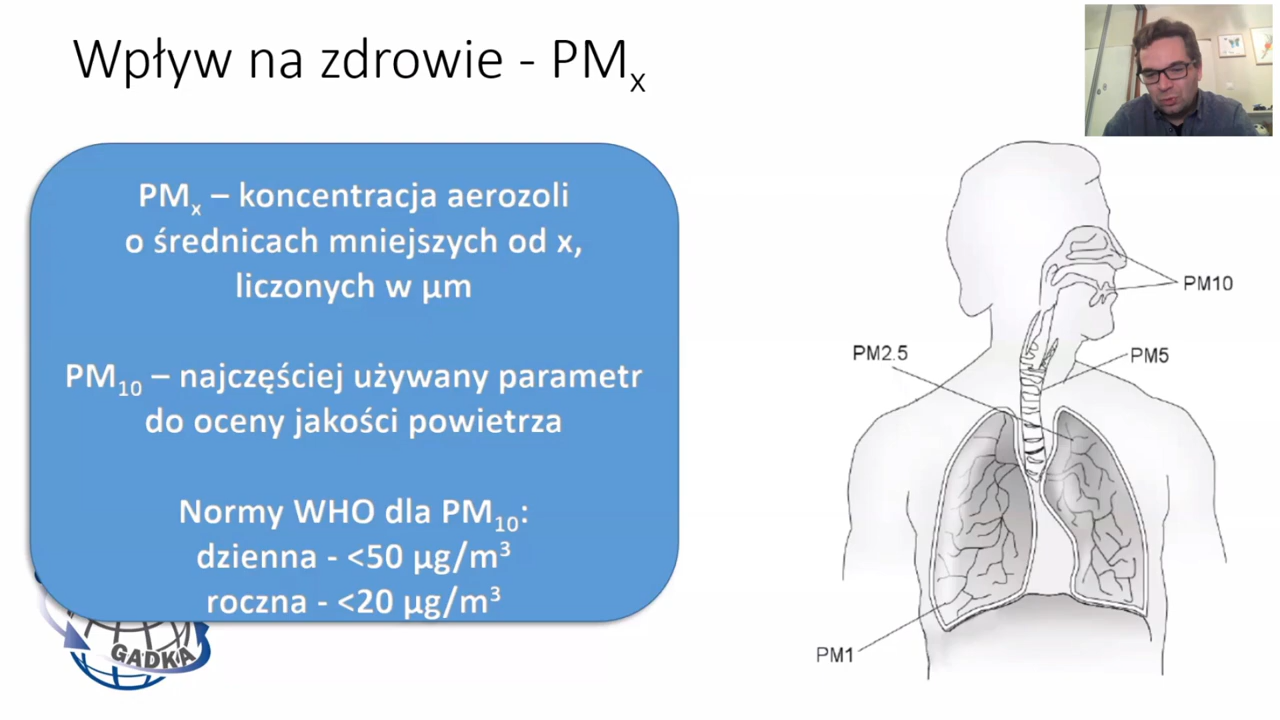 Wpływ na zdrowie - PMx
PMx – koncentracja aerozoli
o średnicach mniejszych od x,
liczonych w µm
PM10 – najczęściej używany parametr
do oceny jakości powietrza
Normy WHO dla PM10:
dzienna - <50 µg/m³
roczna - <20 µg/m³
GADKA
PM10
PM2.5
PM5
PM1